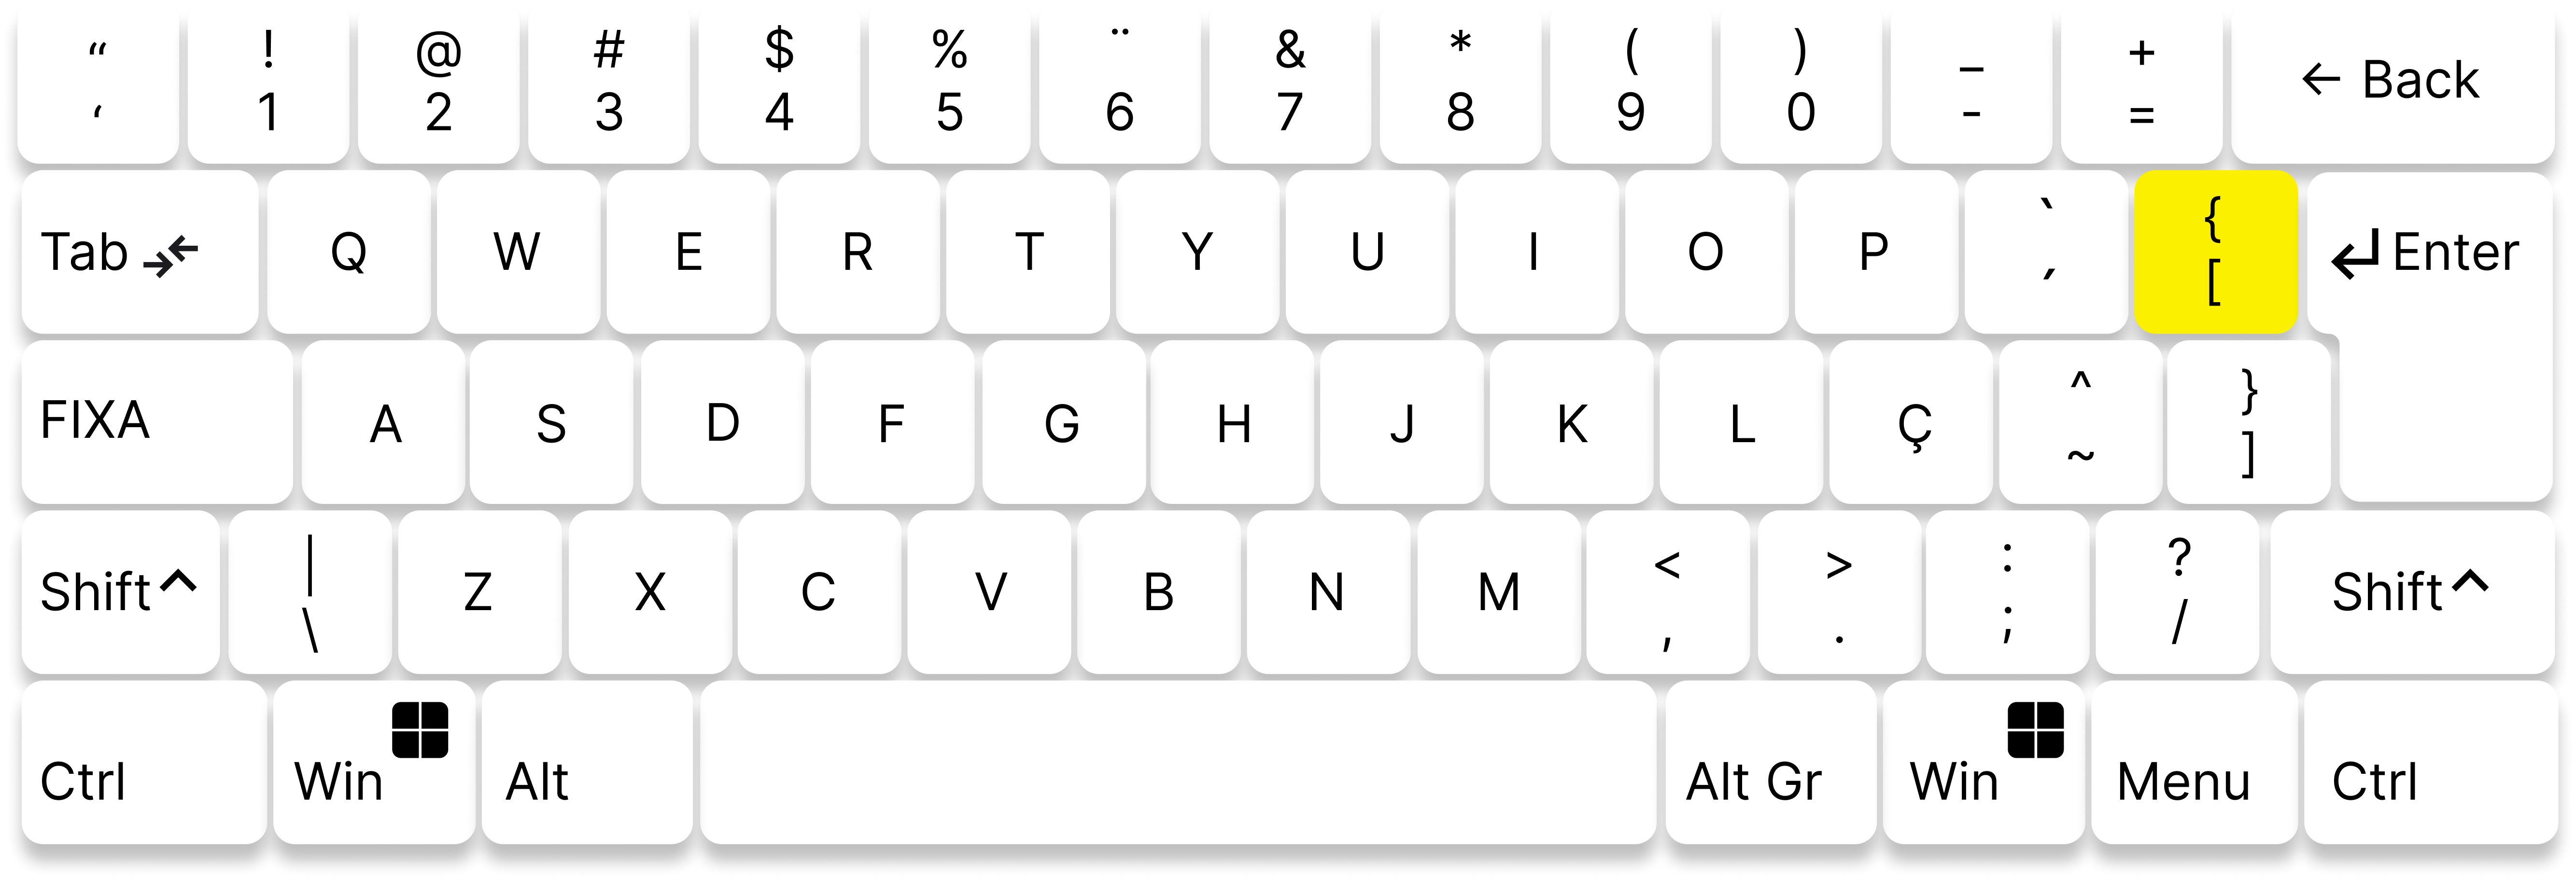 “ ! @ # $ % ¨ & * ( ) _ +
‘ 1 2 3 4 5 6 7 8 9 0 - = ← Back
Tab Q W E R T Y U I O P ` ´ { [ Enter
FIXA A S D F G H J K L Ç ^ ~ } ]
Shift | \ Z X C V B N M < , > . : ; ? / Shift
Ctrl Win Alt Alt Gr Win Menu Ctrl